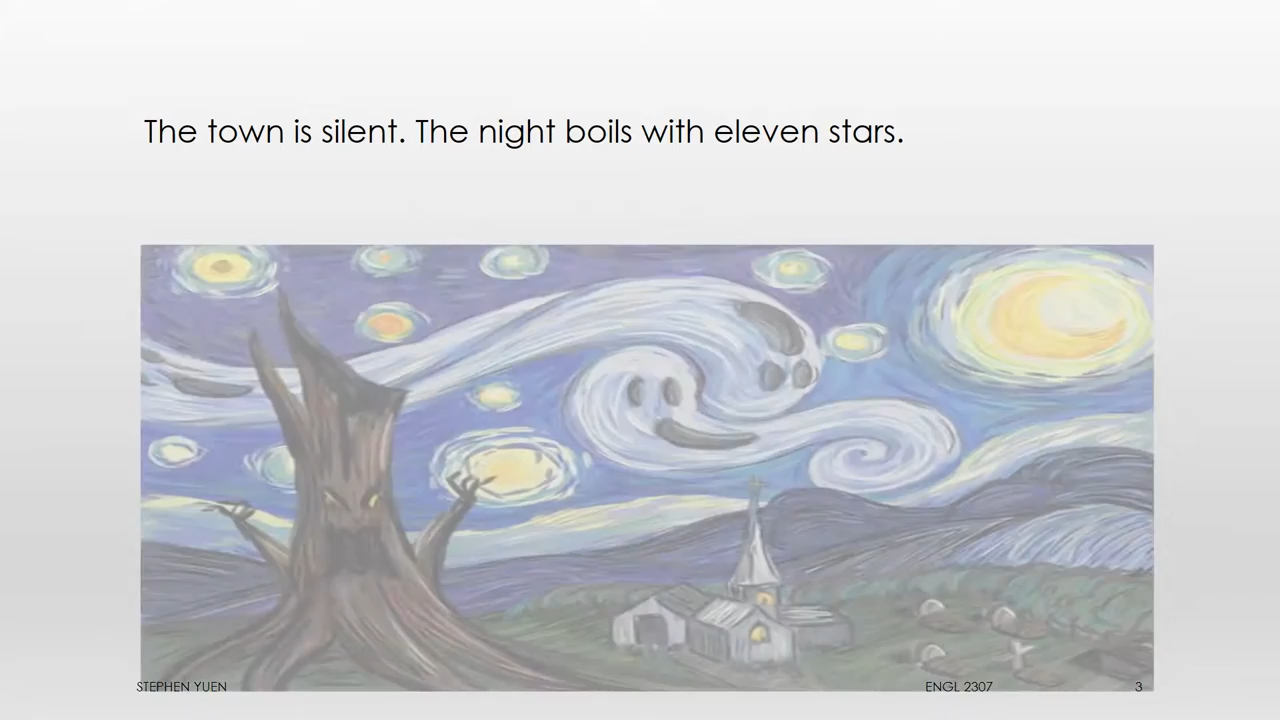 The town is silent. The night boils with eleven stars.
STEPHEN YUEN
ENGL 2307
3